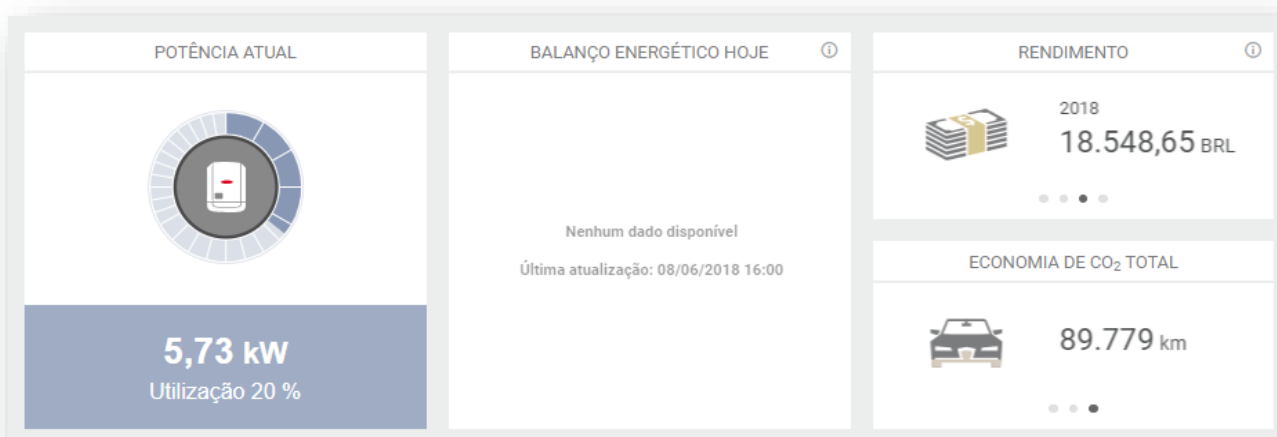 POTÊNCIA ATUAL
5,73 kW
Utilização 20 %
BALANÇO ENERGÉTICO HOJE
Nenhum dado disponível
Última atualização: 08/06/2018 16:00
RENDIMENTO
2018
18.548,65 BRL
ECONOMIA DE CO₂ TOTAL
89.779 km